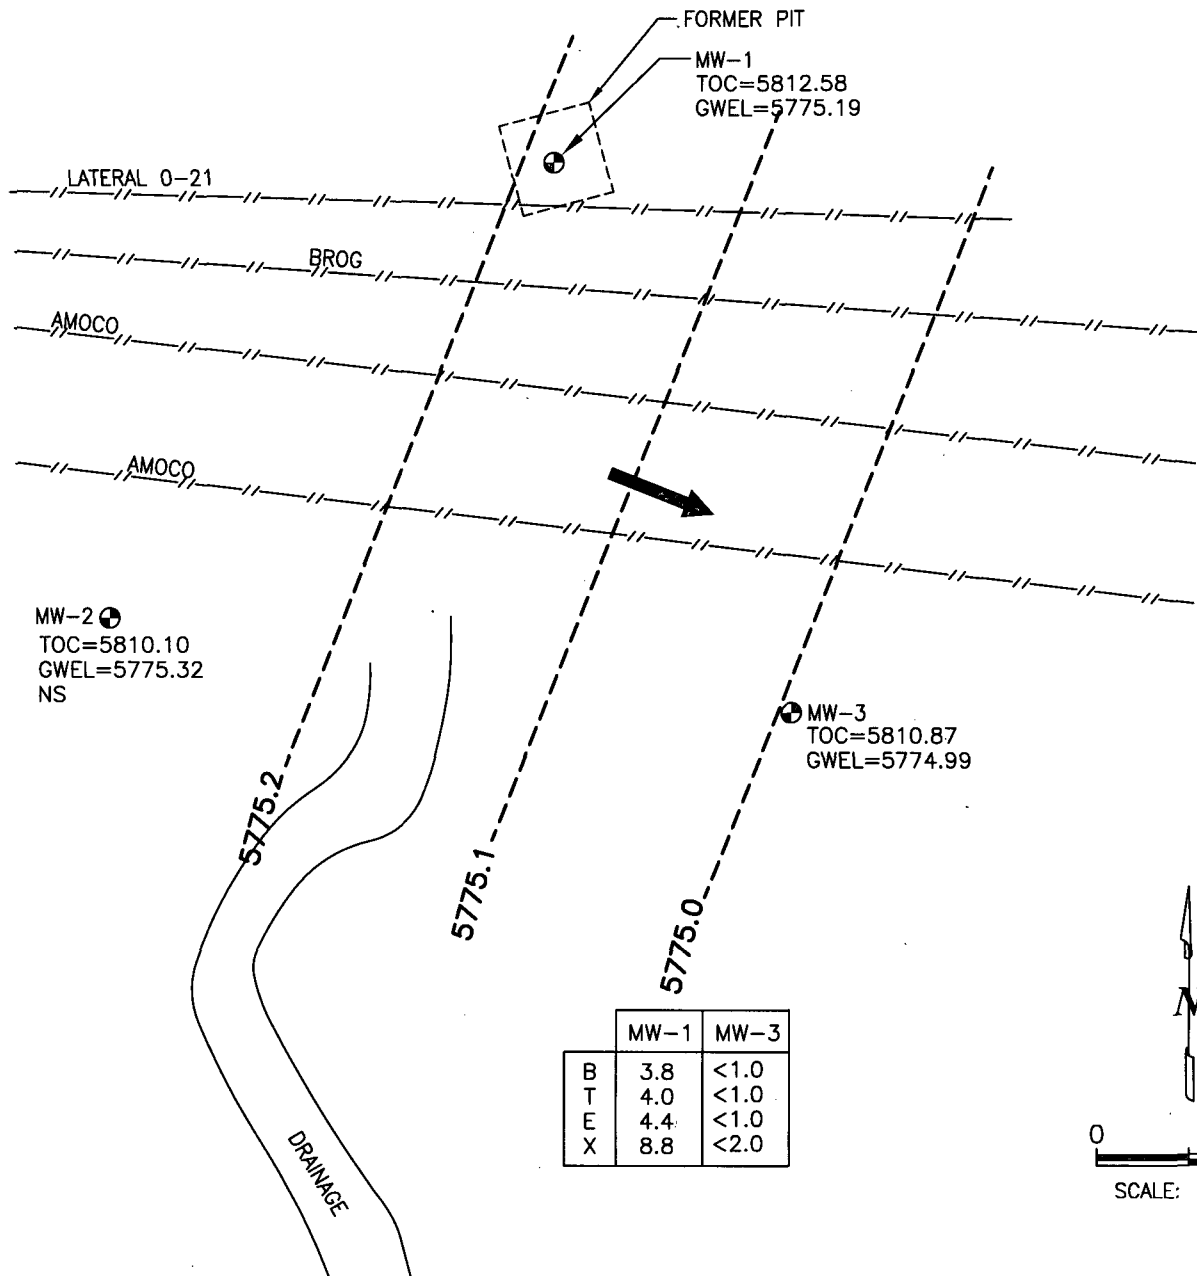 FORMER PIT
MW-1
TOC=5812.58
GWEL=5775.19
LATERAL O-21
BROG
AMOCO
AMOCO
MW-2
TOC=5810.10
GWEL=5775.32
NS
MW-3
TOC=5810.87
GWEL=5774.99
5775.2
5775.1
5775.0
MW-1 MW-3
B 3.8 <1.0
T 4.0 <1.0
E 4.4 <1.0
X 8.8 <2.0
DRAINAGE
N
0
SCALE: